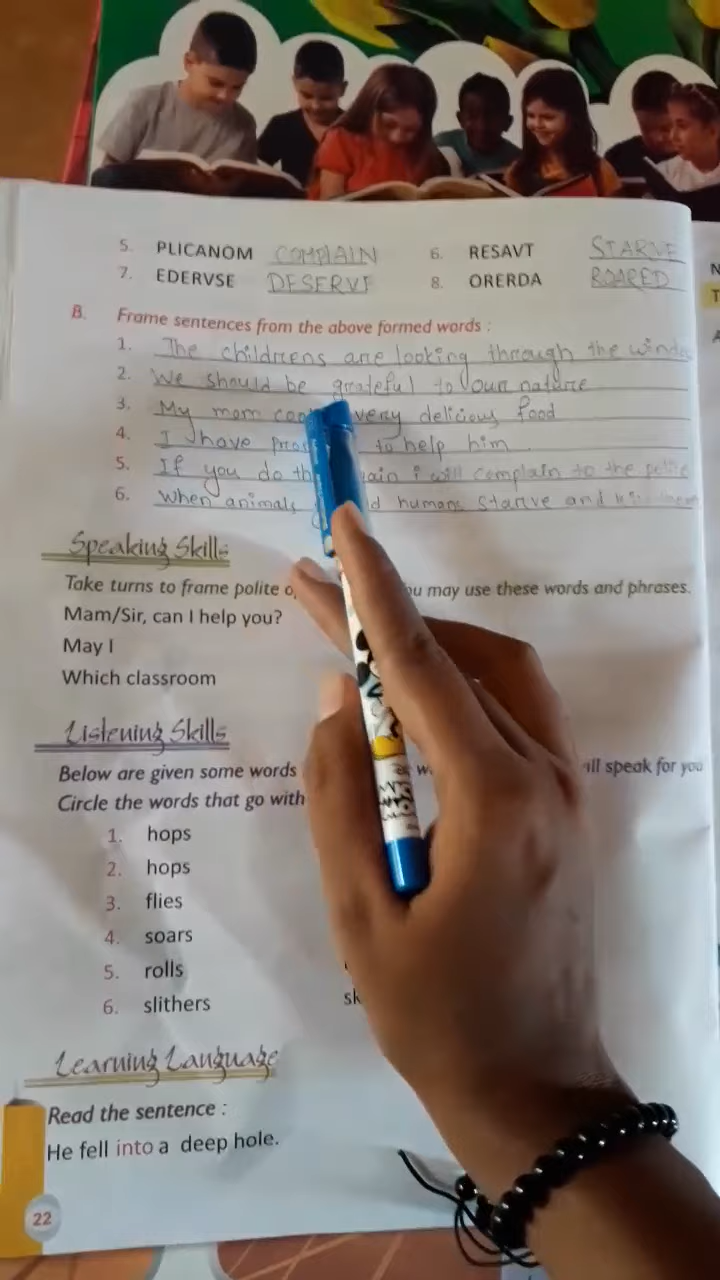 5. PLICANOM COMPLAIN 6. RESAVT STARVE
7. EDERVSE DESERVE 8. ORERDA ROARED
B. Frame sentences from the above formed words :
1. The childrens are looking through the
2. We should be grateful to our nature
3. My mom very delicious food
4. I have to help him
5. If you do i will complain to the
6. When animals humans starve and
Speaking Skills
Take turns to frame polite may use these words and phrases.
Mam/Sir, can I help you?
May I
Which classroom
Listening Skills
Below are given some words speak for you
Circle the words that go with
1. hops
2. hops
3. flies
4. soars
5. rolls
6. slithers
Learning Language
Read the sentence :
He fell into a deep hole.
22